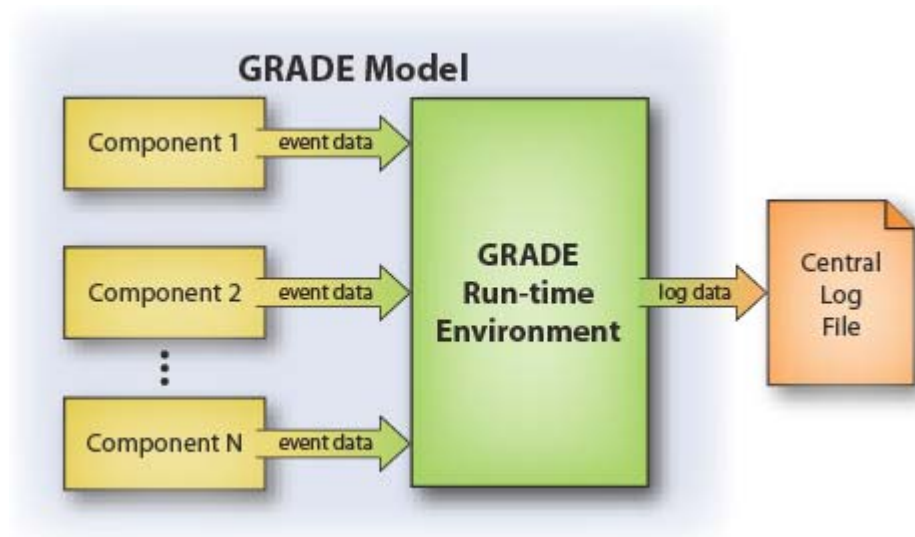 GRADE Model
Component 1
event data
Component 2
event data
Component N
event data
GRADE
Run-time
Environment
log data
Central
Log
File